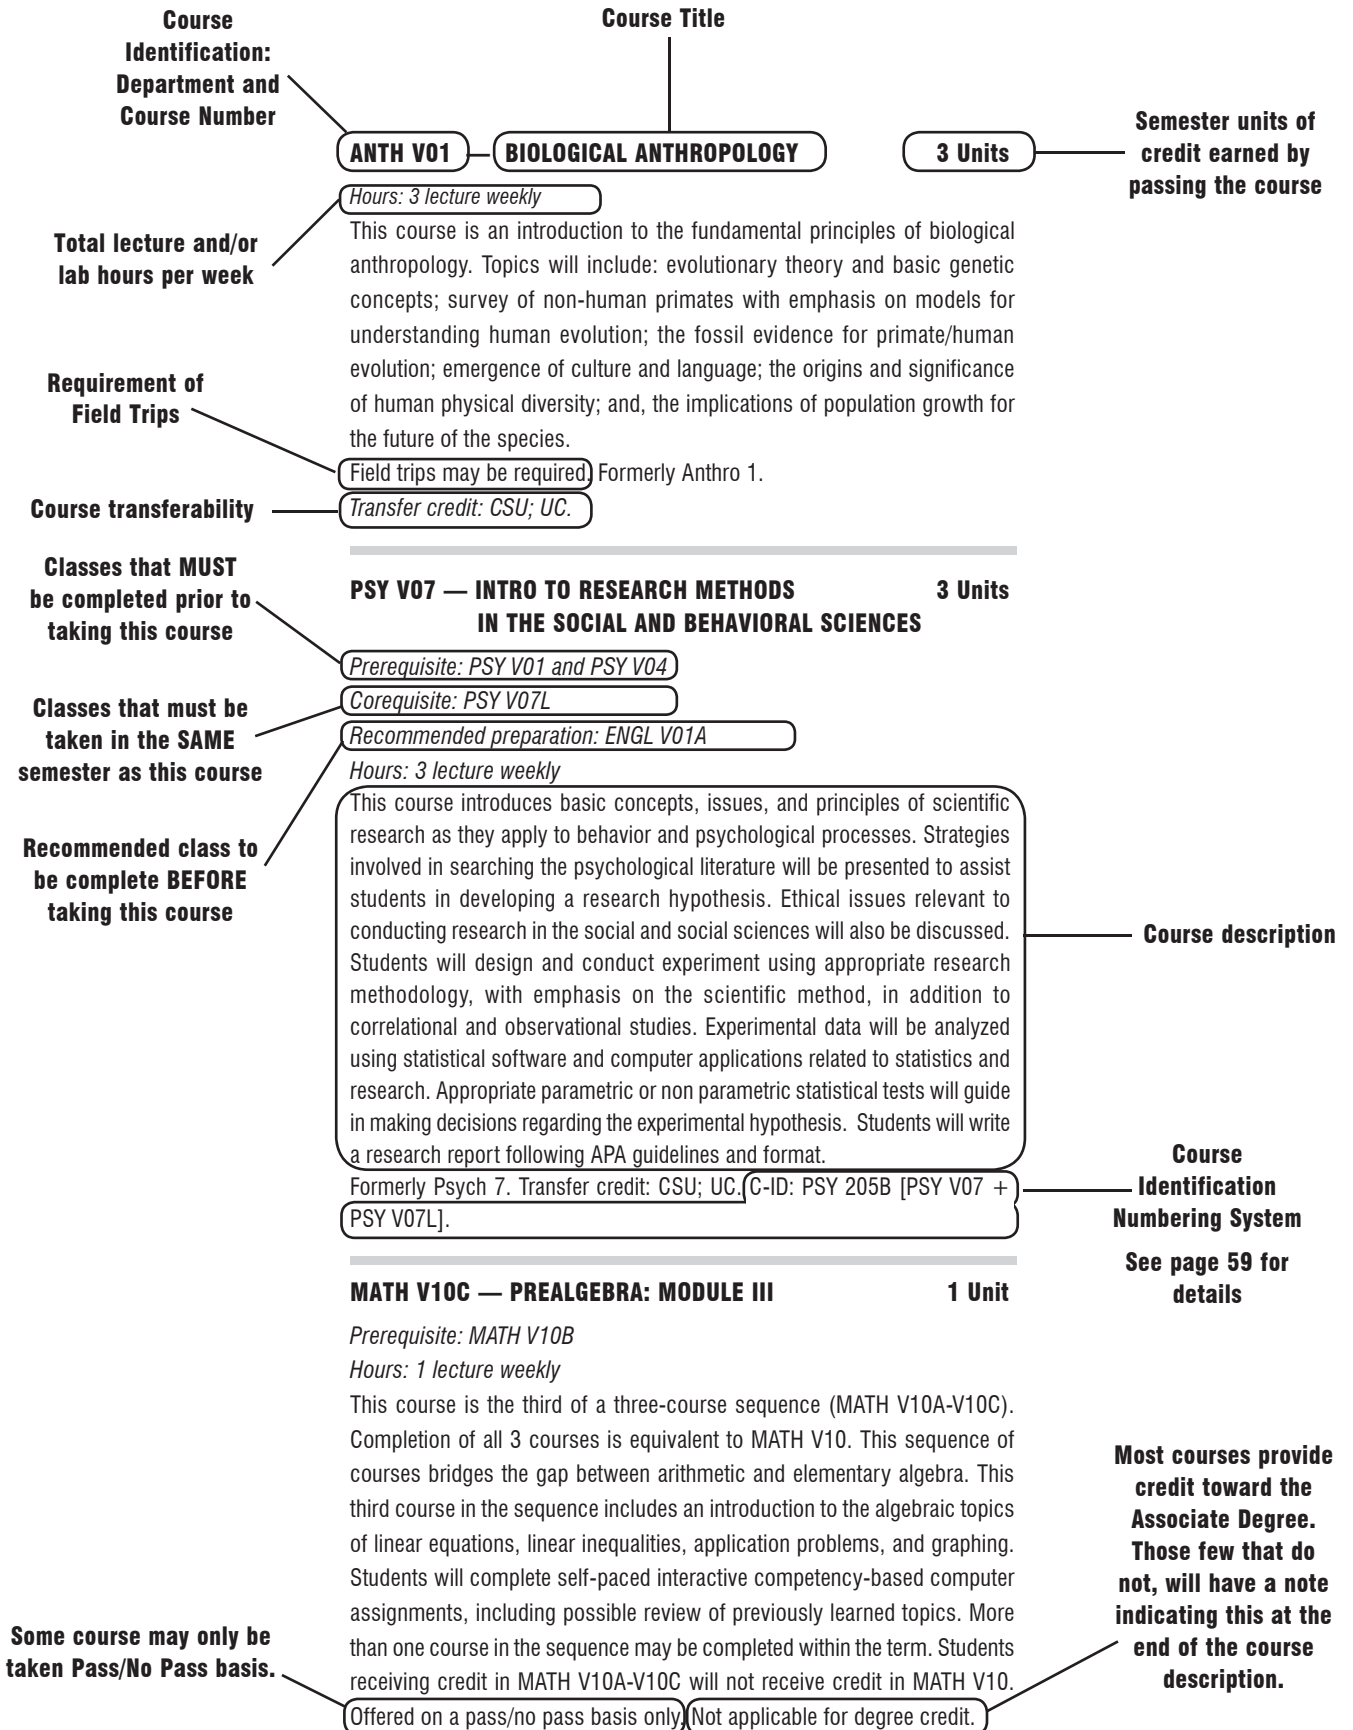 Course
Identification:
Department and
Course Number
Course Title
ANTH V01 — BIOLOGICAL ANTHROPOLOGY 3 Units
Semester units of
credit earned by
passing the course
Hours: 3 lecture weekly
Total lecture and/or
lab hours per week
This course is an introduction to the fundamental principles of biological
anthropology. Topics will include: evolutionary theory and basic genetic
concepts; survey of non-human primates with emphasis on models for
understanding human evolution; the fossil evidence for primate/human
evolution; emergence of culture and language; the origins and significance
of human physical diversity; and, the implications of population growth for
the future of the species.
Requirement of
Field Trips
Field trips may be required. Formerly Anthro 1.
Course transferability
Transfer credit: CSU; UC.
Classes that MUST
be completed prior to
taking this course
PSY V07 — INTRO TO RESEARCH METHODS 3 Units
IN THE SOCIAL AND BEHAVIORAL SCIENCES
Prerequisite: PSY V01 and PSY V04
Classes that must be
taken in the SAME
semester as this course
Corequisite: PSY V07L
Recommended preparation: ENGL V01A
Hours: 3 lecture weekly
Recommended class to
be complete BEFORE
taking this course
This course introduces basic concepts, issues, and principles of scientific
research as they apply to behavior and psychological processes. Strategies
involved in searching the psychological literature will be presented to assist
students in developing a research hypothesis. Ethical issues relevant to
conducting research in the social and social sciences will also be discussed.
Students will design and conduct experiment using appropriate research
methodology, with emphasis on the scientific method, in addition to
correlational and observational studies. Experimental data will be analyzed
using statistical software and computer applications related to statistics and
research. Appropriate parametric or non parametric statistical tests will guide
in making decisions regarding the experimental hypothesis. Students will write
a research report following APA guidelines and format.
Course description
Formerly Psych 7. Transfer credit: CSU; UC. C-ID: PSY 205B [PSY V07 +
PSY V07L].
Course
Identification
Numbering System
See page 59 for
details
MATH V10C — PREALGEBRA: MODULE III 1 Unit
Prerequisite: MATH V10B
Hours: 1 lecture weekly
This course is the third of a three-course sequence (MATH V10A-V10C).
Completion of all 3 courses is equivalent to MATH V10. This sequence of
courses bridges the gap between arithmetic and elementary algebra. This
third course in the sequence includes an introduction to the algebraic topics
of linear equations, linear inequalities, application problems, and graphing.
Students will complete self-paced interactive competency-based computer
assignments, including possible review of previously learned topics. More
than one course in the sequence may be completed within the term. Students
receiving credit in MATH V10A-V10C will not receive credit in MATH V10.
Offered on a pass/no pass basis only. Not applicable for degree credit.
Some course may only be
taken Pass/No Pass basis.
Most courses provide
credit toward the
Associate Degree.
Those few that do
not, will have a note
indicating this at the
end of the course
description.